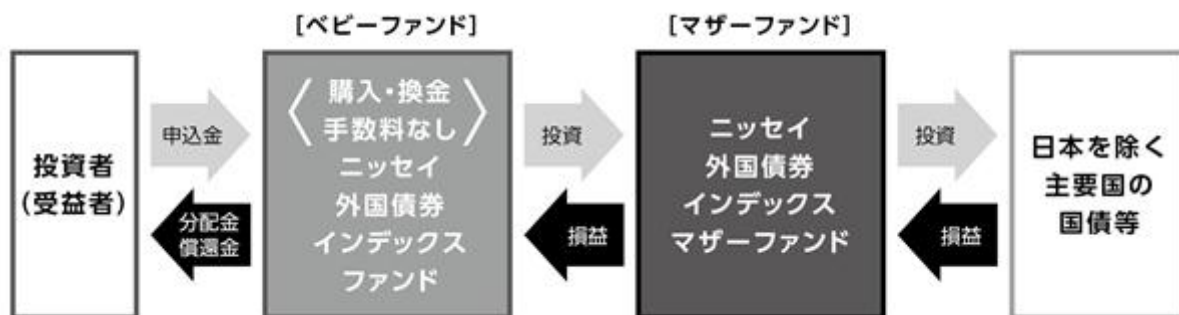 [ベビーファンド]
[マザーファンド]
投資者
(受益者)
申込金
分配金
償還金
〈購入・換金
手数料なし〉
ニッセイ
外国債券
インデックス
ファンド
投資
損益
ニッセイ
外国債券
インデックス
マザーファンド
投資
損益
日本を除く
主要国の
国債等